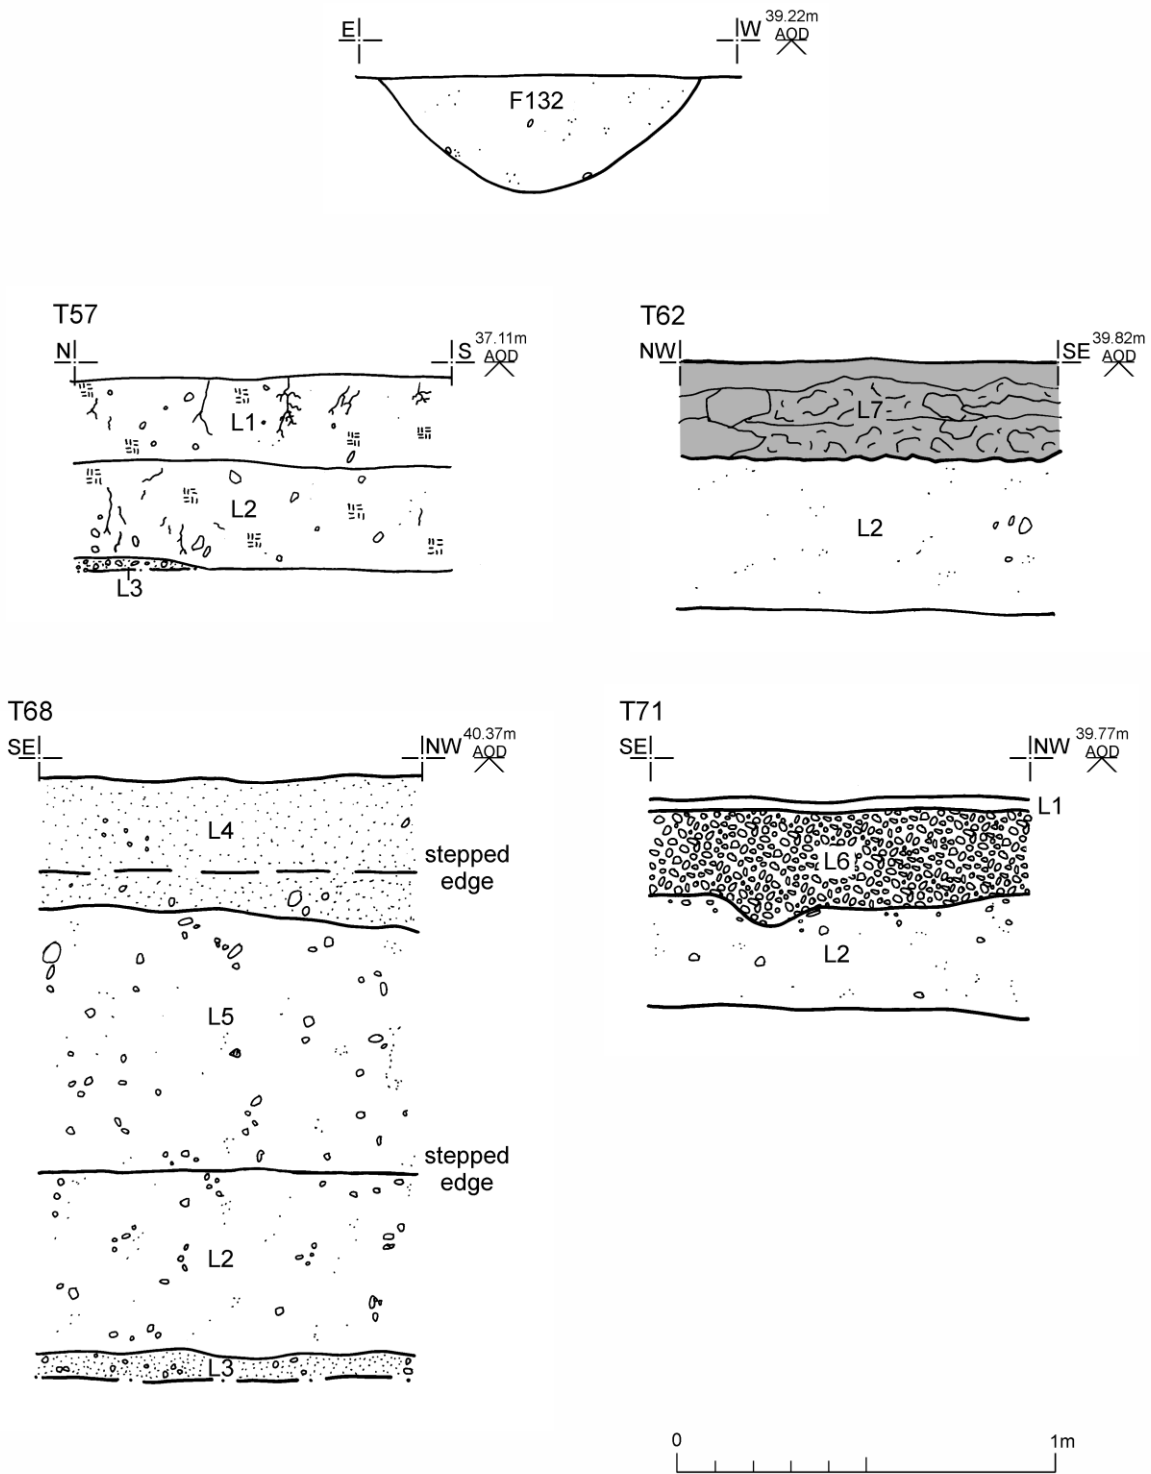 E W 39.22m
AOD
F132
T57
N S 37.11m
AOD
L1
L2
L3
T62
NW SE 39.82m
AOD
L7
L2
T68
SE NW 40.37m
AOD
L4
stepped
edge
L5
stepped
edge
L2
L3
T71
SE NW 39.77m
AOD
L1
L6
L2
0 1m